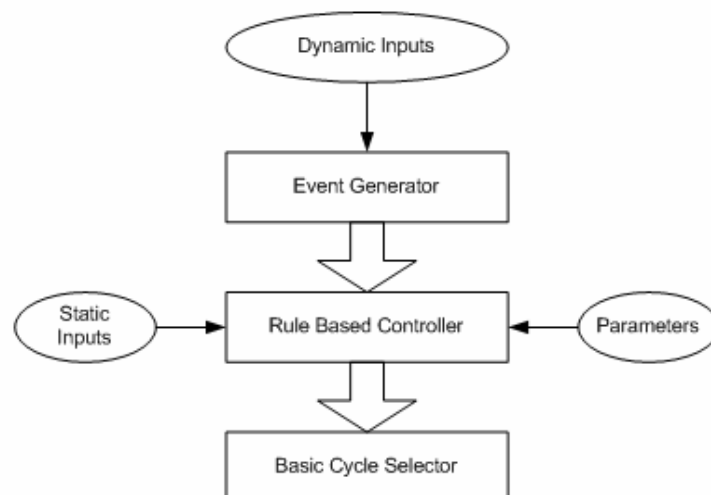 Dynamic Inputs
Event Generator
Static
Inputs
Rule Based Controller
Parameters
Basic Cycle Selector